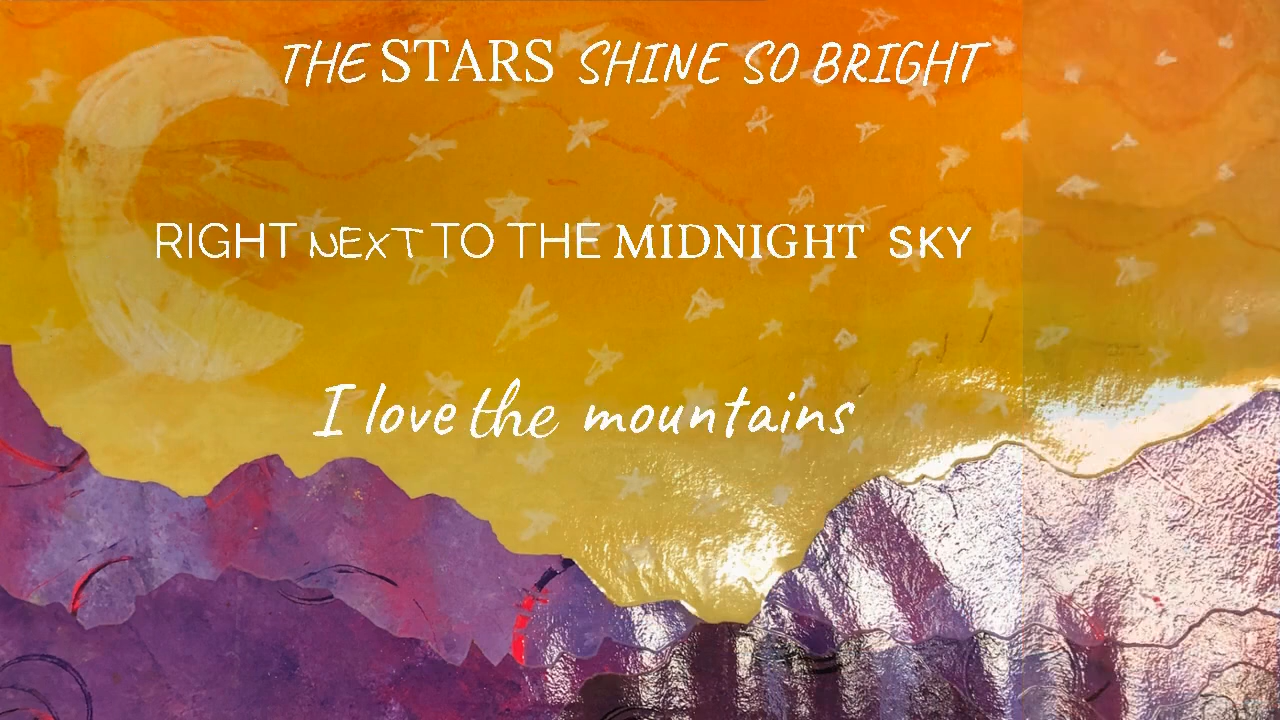 THE STARS SHINE SO BRIGHT
RIGHT NEXT TO THE MIDNIGHT SKY
I love the mountains